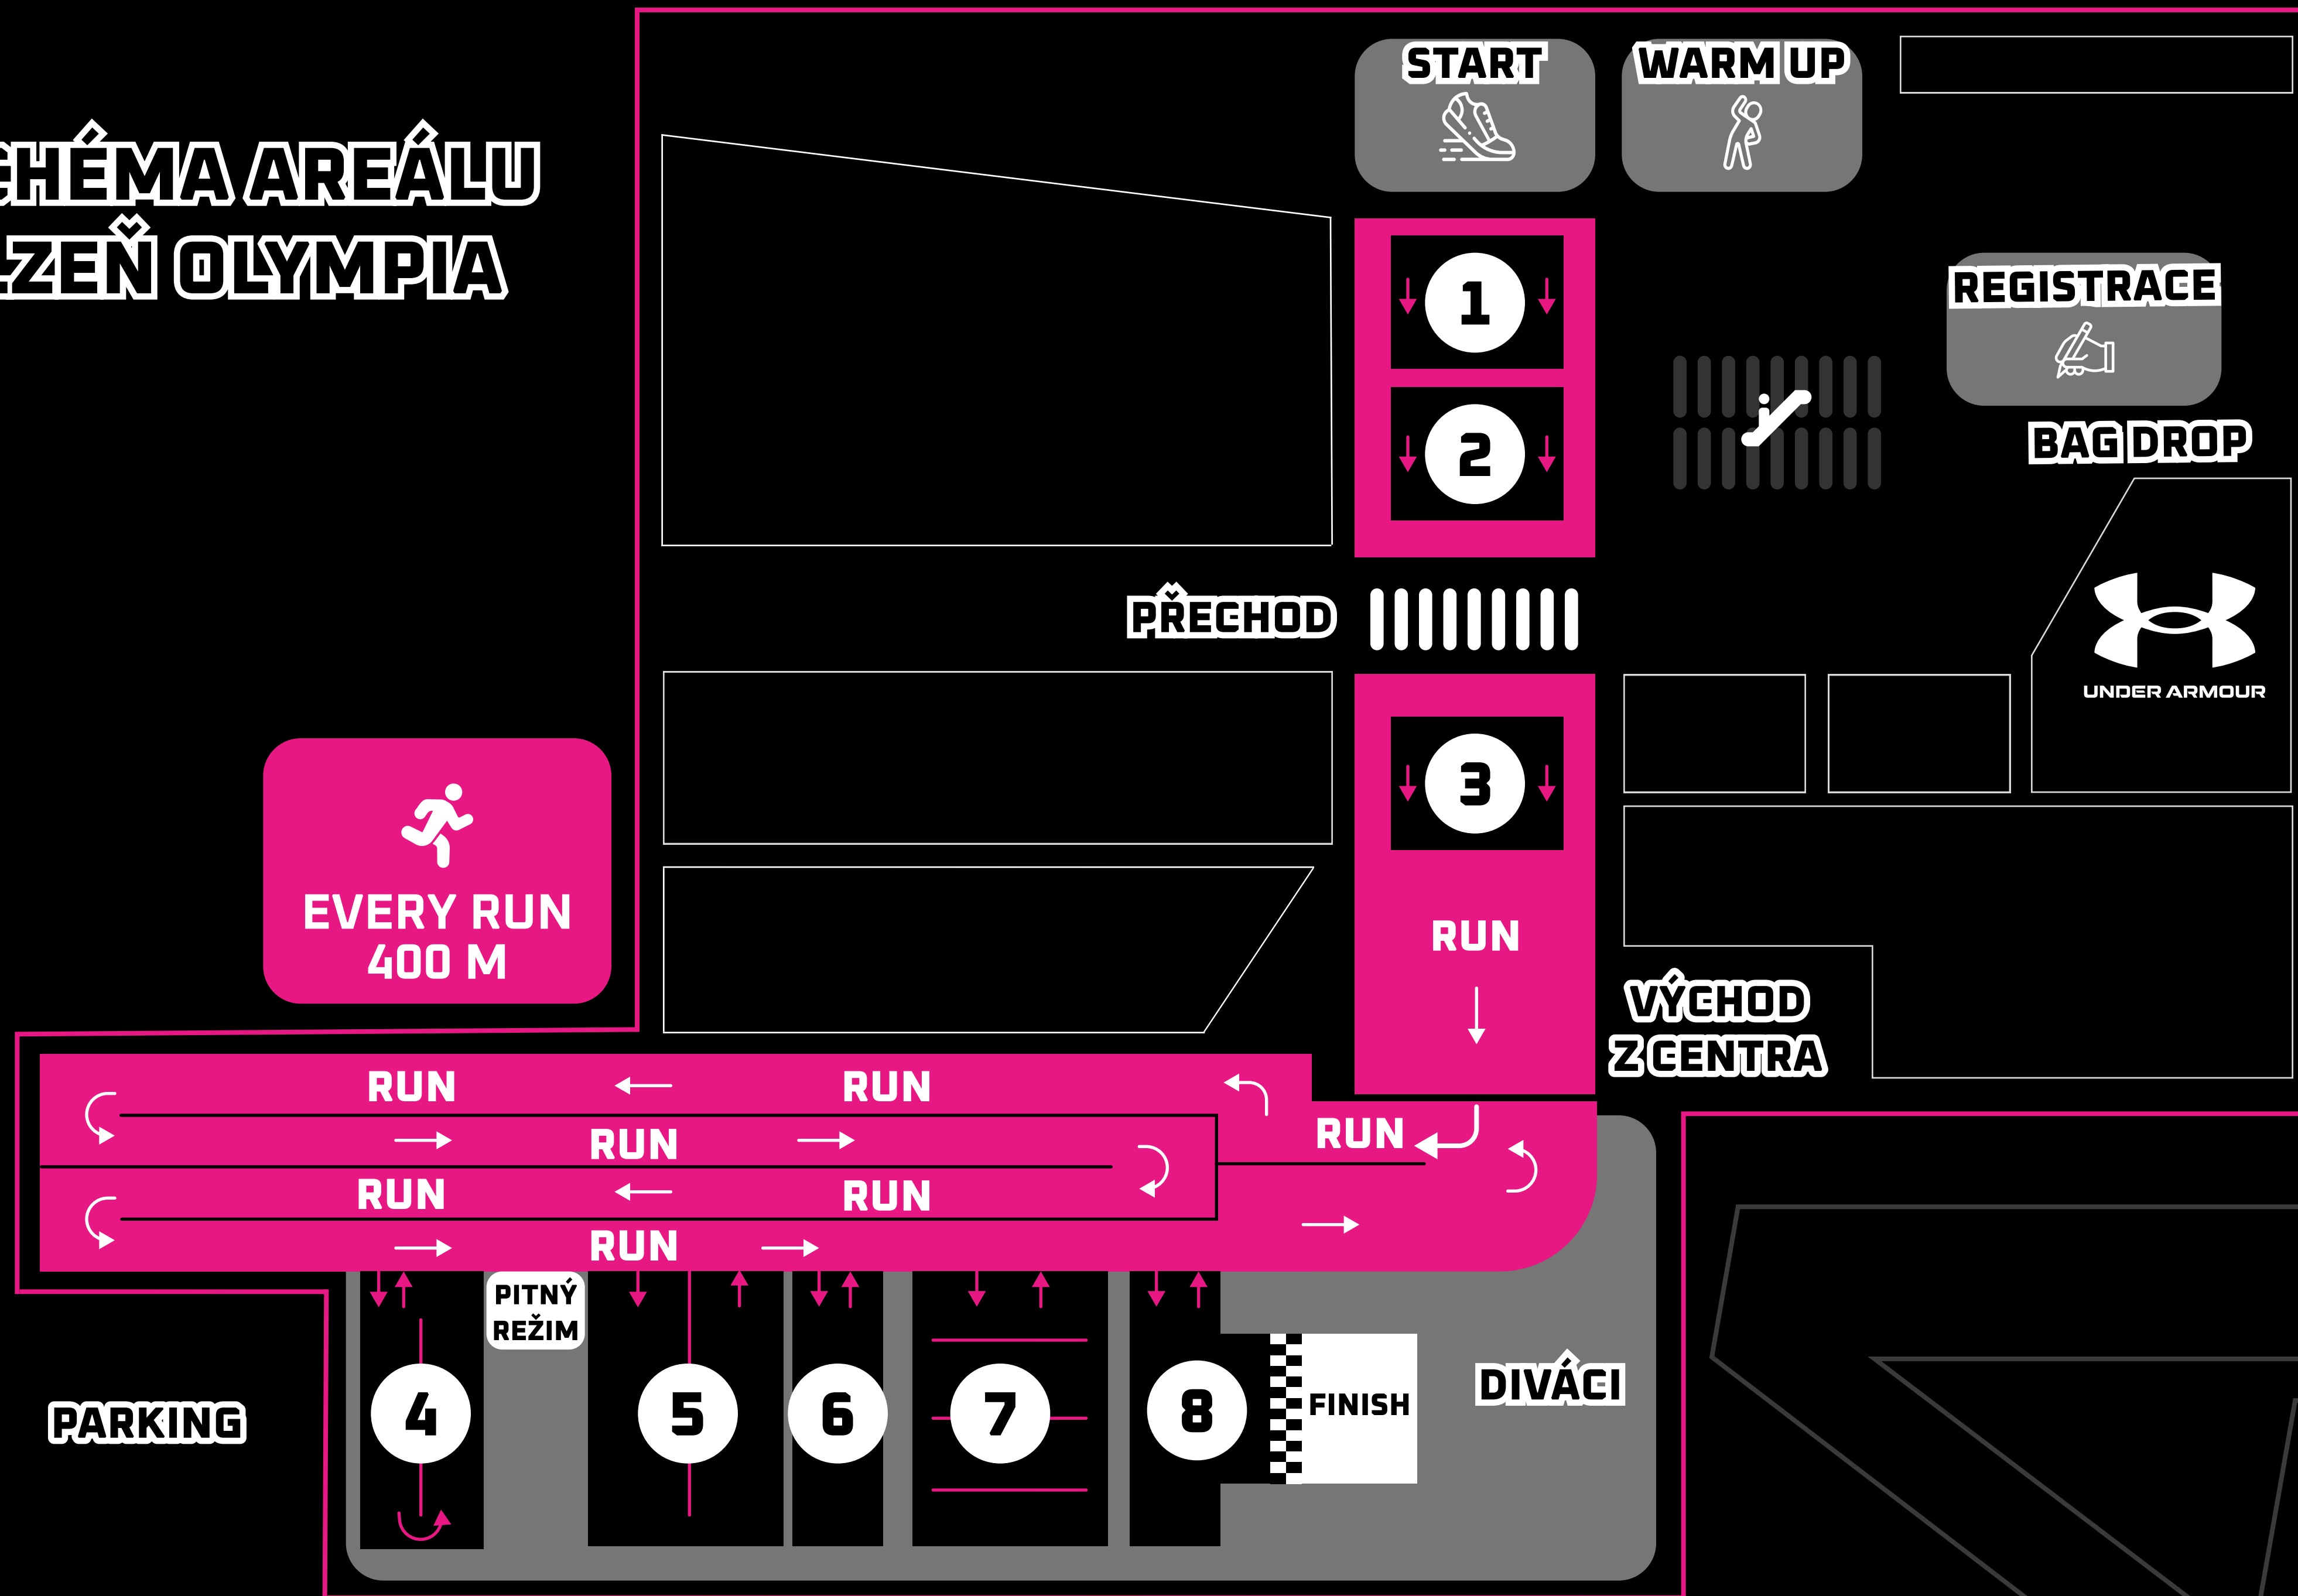 START
WARM UP
CHÉMA AREÁLU
ZEŇ OLYMPIA
REGISTRACE
1
2
BAG DROP
PŘECHOD
UNDER ARMOUR
3
EVERY RUN
400 M
RUN
VÝCHOD
Z CENTRA
RUN
RUN
RUN
RUN
RUN
RUN
RUN
PITNÝ
REŽIM
PARKING
4
5
6
7
8
FINISH
DIVÁCI